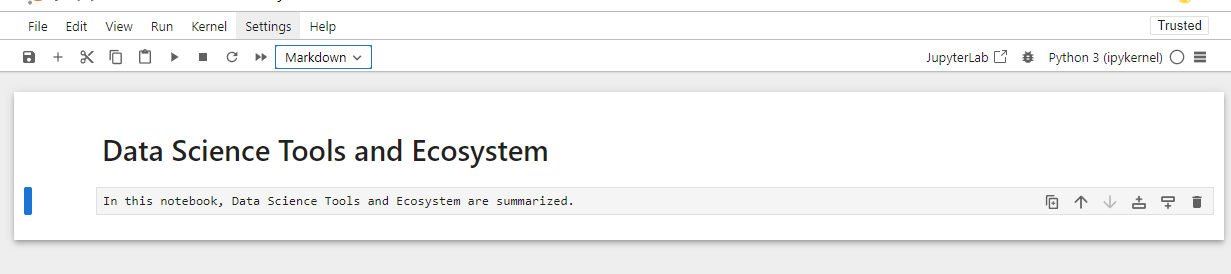 File Edit View Run Kernel Settings Help Trusted
Markdown JupyterLab Python 3 (ipykernel)
Data Science Tools and Ecosystem
In this notebook, Data Science Tools and Ecosystem are summarized.